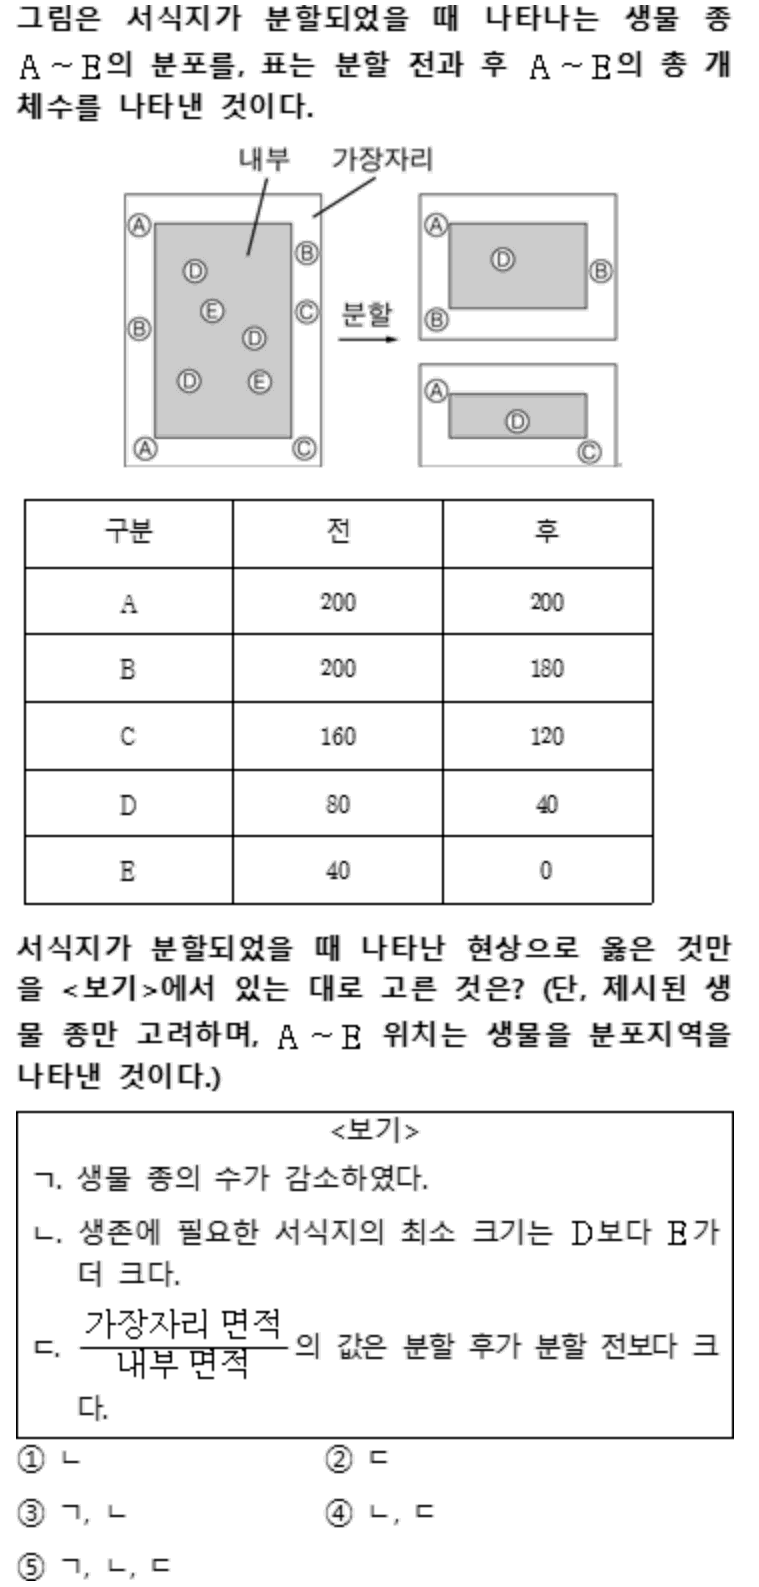 그림은 서식지가 분할되었을 때 나타나는 생물 종
A ~ E의 분포를, 표는 분할 전과 후 A ~ E의 총 개
체수를 나타낸 것이다.
내부 가장자리
Ⓐ Ⓐ
Ⓑ Ⓓ Ⓑ
Ⓓ
Ⓔ Ⓒ 분할
Ⓑ Ⓑ
Ⓓ
Ⓓ Ⓔ Ⓐ
Ⓓ
Ⓐ Ⓒ Ⓒ
구분 전 후
A 200 200
B 200 180
C 160 120
D 80 40
E 40 0
서식지가 분할되었을 때 나타난 현상으로 옳은 것만
을 <보기>에서 있는 대로 고른 것은? (단, 제시된 생
물 종만 고려하며, A ~ E 위치는 생물을 분포지역을
나타낸 것이다.)
<보기>
ㄱ. 생물 종의 수가 감소하였다.
ㄴ. 생존에 필요한 서식지의 최소 크기는 D보다 E가
더 크다.
ㄷ. 가장자리 면적
내부 면적
의 값은 분할 후가 분할 전보다 크
다.
① ㄴ ② ㄷ
③ ㄱ, ㄴ ④ ㄴ, ㄷ
⑤ ㄱ, ㄴ, ㄷ